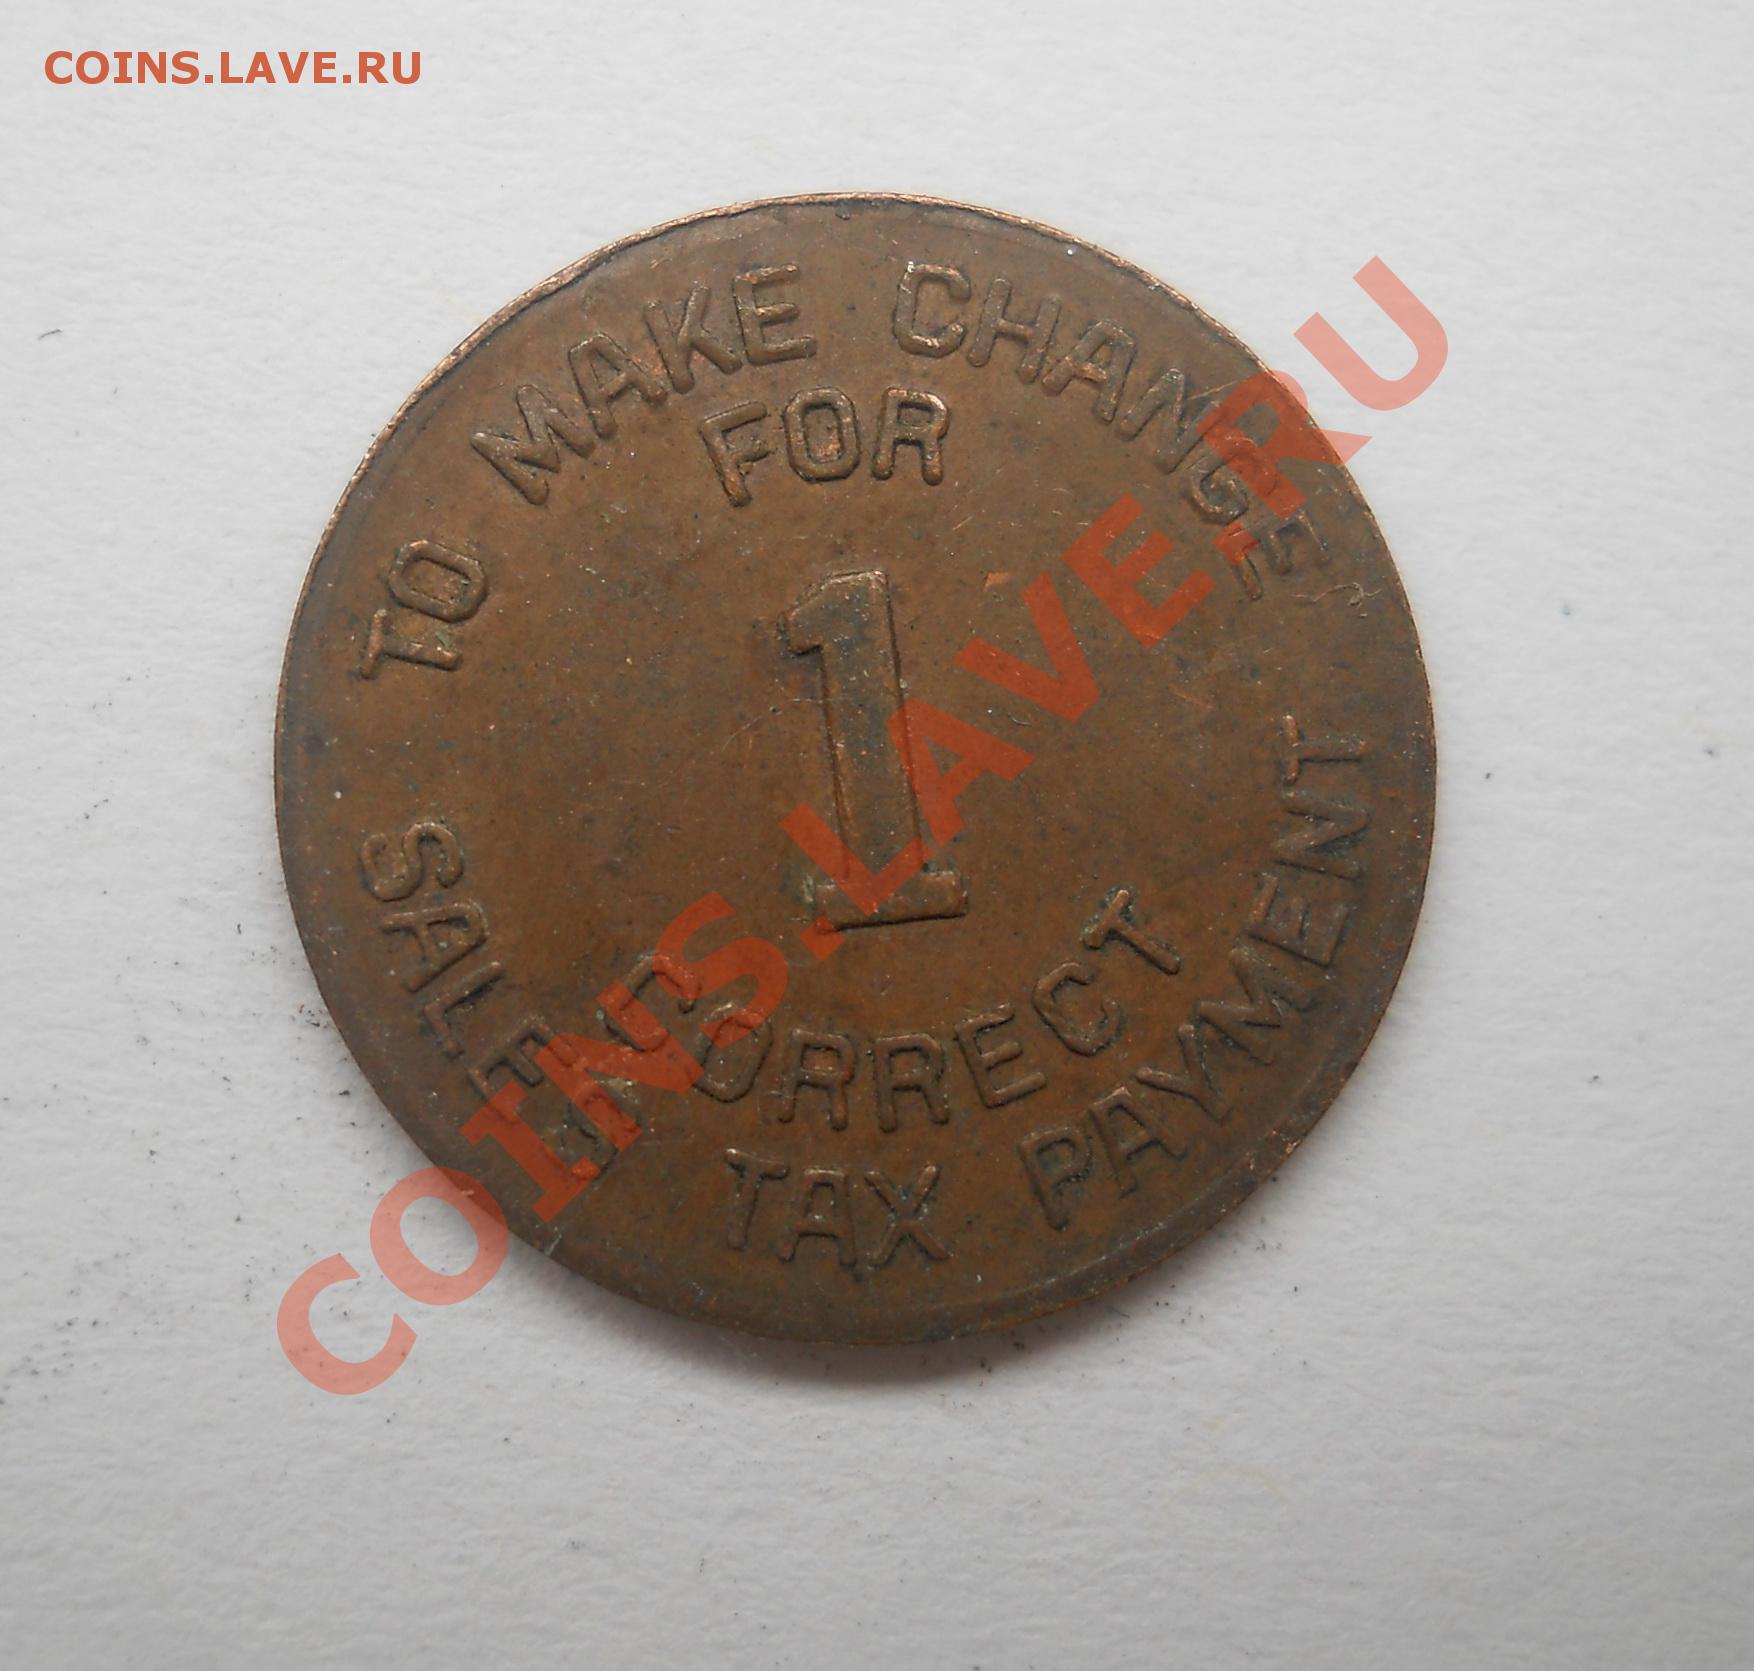 COINS.LAVE.RU
TO MAKE CHANGE
FOR
1
CORRECT
SALES TAX PAYMENT
COINS.LAVE.RU